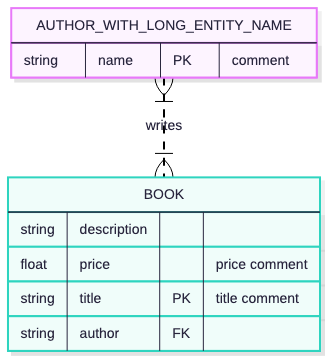 AUTHOR_WITH_LONG_ENTITY_NAME
string name PK comment
writes
BOOK
string description
float price price comment
string title PK title comment
string author FK